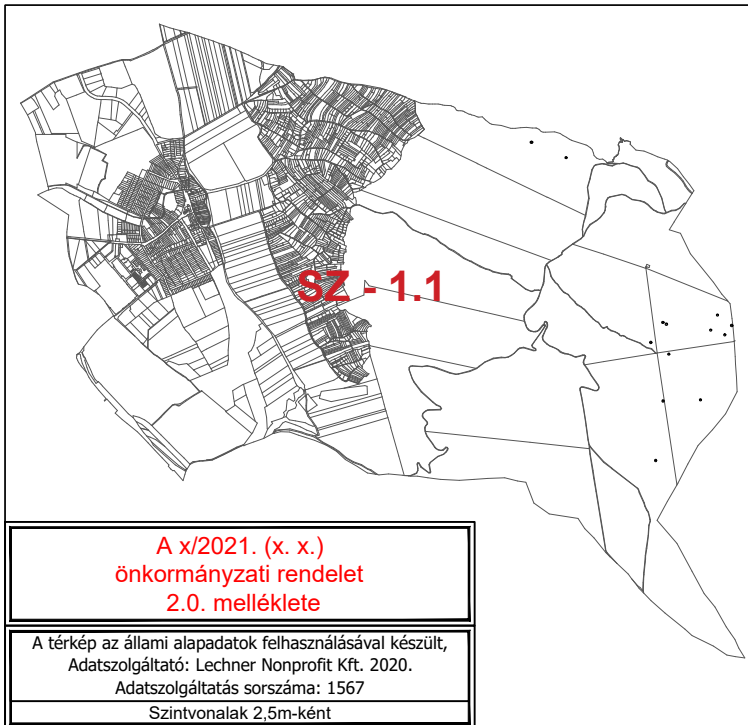 SZ - 1.1
A x/2021. (x. x.)
önkormányzati rendelet
2.0. melléklete
A térkép az állami alapadatok felhasználásával készült,
Adatszolgáltató: Lechner Nonprofit Kft. 2020.
Adatszolgáltatás sorszáma: 1567
Szintvonalak 2,5m-ként